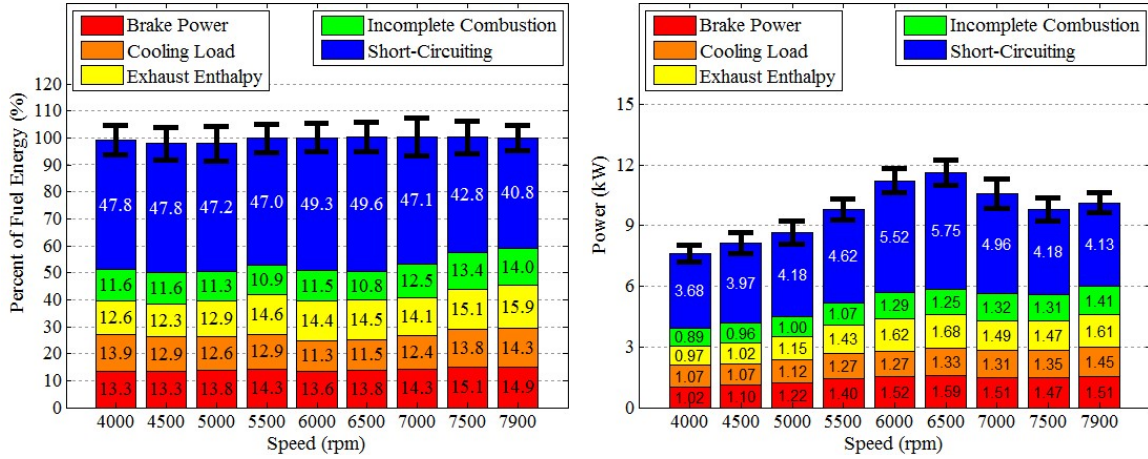 Brake Power
Cooling Load
Exhaust Enthalpy
Incomplete Combustion
Short-Circuiting
Percent of Fuel Energy (%)
120
110
100
90
80
70
60
50
40
30
20
10
0
47.8 47.8 47.2 47.0 49.3 49.6 47.1 42.8 40.8
11.6 11.6 11.3 10.9 11.5 10.8 12.5 13.4 14.0
12.6 12.3 12.9 14.6 14.4 14.5 14.1 15.1 15.9
13.9 12.9 12.6 12.9 11.3 11.5 12.4 13.8 14.3
13.3 13.3 13.8 14.3 13.6 13.8 14.3 15.1 14.9
4000 4500 5000 5500 6000 6500 7000 7500 7900
Speed (rpm)
Brake Power
Cooling Load
Exhaust Enthalpy
Incomplete Combustion
Short-Circuiting
Power (kW)
15
12
9
6
3
0
3.68 3.97 4.18 4.62 5.52 5.75 4.96 4.18 4.13
0.89 0.96 1.00 1.07 1.29 1.25 1.32 1.31 1.41
0.97 1.02 1.15 1.43 1.62 1.68 1.49 1.47 1.61
1.07 1.07 1.12 1.27 1.27 1.33 1.31 1.35 1.45
1.02 1.10 1.22 1.40 1.52 1.59 1.51 1.47 1.51
4000 4500 5000 5500 6000 6500 7000 7500 7900
Speed (rpm)